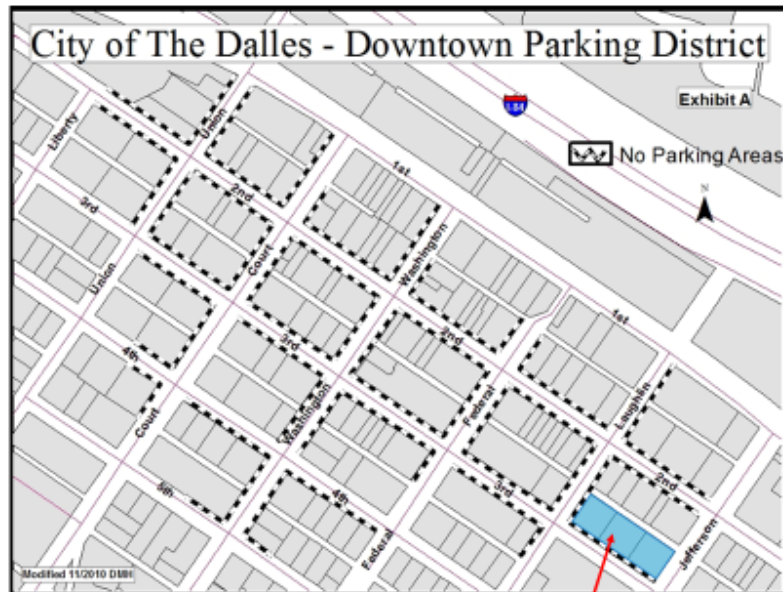 City of The Dalles - Downtown Parking District
Exhibit A
I-84
No Parking Areas
N
Liberty
Union
1st
2nd
3rd
Court
Washington
Union
4th
3rd
2nd
1st
Court
Washington
Federal
Laughlin
5th
4th
3rd
2nd
Federal
Jefferson
Modified 11/2010 DMH